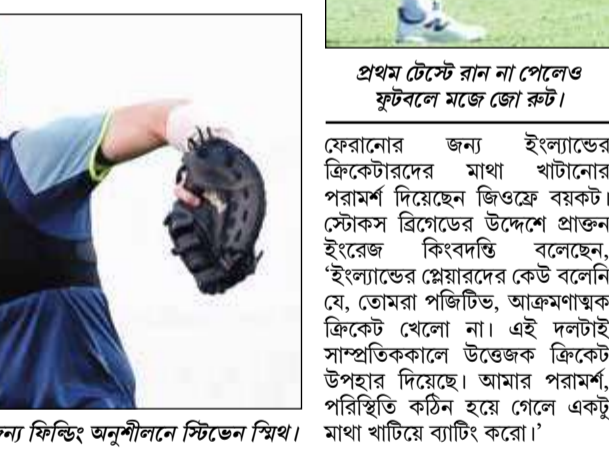 প্রথম টেস্টে রান না পেলেও
ফুটবলে মজে জো রুট।
ফেরানোর জন্য ইংল্যান্ডের
ক্রিকেটারদের মাথা খাটানোর
পরামর্শ দিয়েছেন জিওফ্রে বয়কট।
স্টোকস ব্রিগেডের উদ্দেশে প্রাক্তন
ইংরেজ কিংবদন্তি বলেছেন,
‘ইংল্যান্ডের প্লেয়ারদের কেউ বলেনি
যে, তোমরা পজিটিভ, আক্রমণাত্মক
ক্রিকেট খেলো না। এই দলটাই
সাম্প্রতিককালে উত্তেজক ক্রিকেট
উপহার দিয়েছে। আমার পরামর্শ,
পরিস্থিতি কঠিন হয়ে গেলে একটু
মাথা খাটিয়ে ব্যাটিং করো।’
ফিল্ডিং অনুশীলনে স্টিভেন স্মিথ।